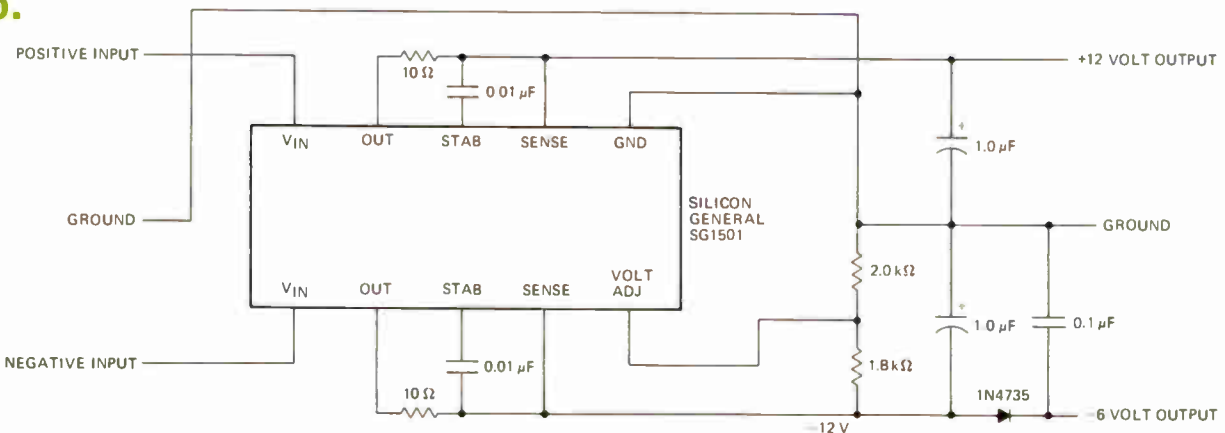 POSITIVE INPUT
10 Ω
0.01 μF
+12 VOLT OUTPUT
VIN
OUT
STAB
SENSE
GND
+
1.0 μF
GROUND
SILICON
GENERAL
SG1501
GROUND
2.0 kΩ
VIN
OUT
STAB
SENSE
VOLT
ADJ
+
1.0 μF
0.1 μF
NEGATIVE INPUT
0.01 μF
1.8 kΩ
10 Ω
1N4735
-12 V
-6 VOLT OUTPUT